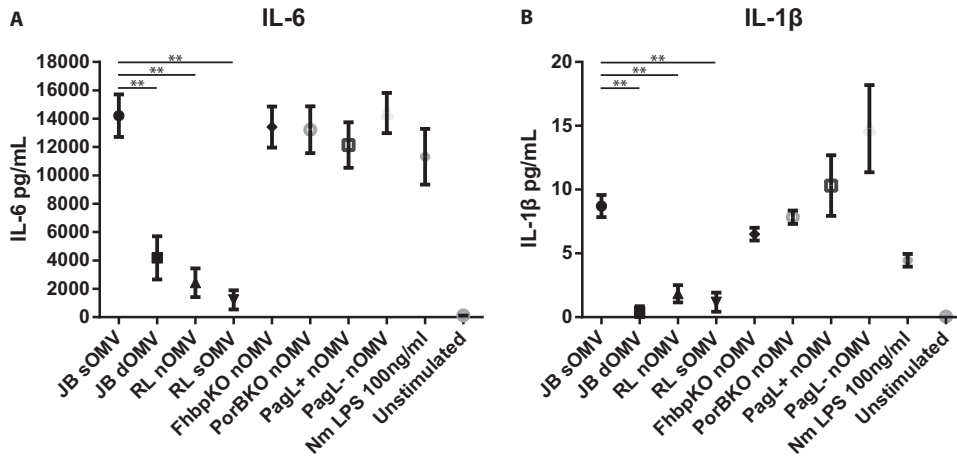 A
IL-6
**
**
**
18000
16000
14000
12000
10000
8000
6000
4000
2000
0
IL-6 pg/mL
JB sOMV
JB dOMV
RL nOMV
RL sOMV
FhbpKO nOMV
PorBKO nOMV
PagL+ nOMV
PagL- nOMV
Nm LPS 100ng/ml
Unstimulated
B
IL-1β
**
**
**
20
15
10
5
0
IL-1β pg/mL
JB sOMV
JB dOMV
RL nOMV
RL sOMV
FhbpKO nOMV
PorBKO nOMV
PagL+ nOMV
PagL- nOMV
Nm LPS 100ng/ml
Unstimulated